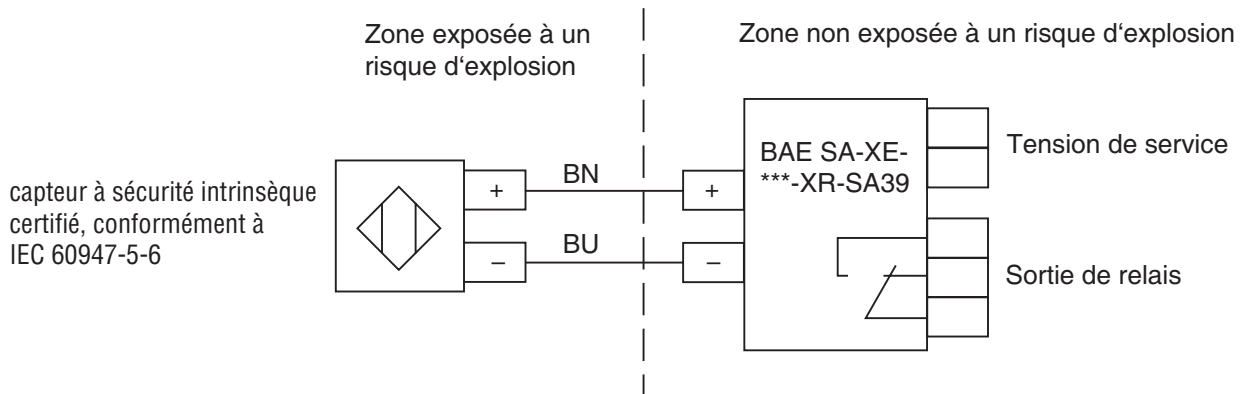 Zone exposée à un
risque d‘explosion
Zone non exposée à un risque d'explosion
capteur à sécurité intrinsèque
certifié, conformément à
IEC 60947-5-6
+
BN
+
–
BU
–
BAE SA-XE-
***-XR-SA39
Tension de service
Sortie de relais